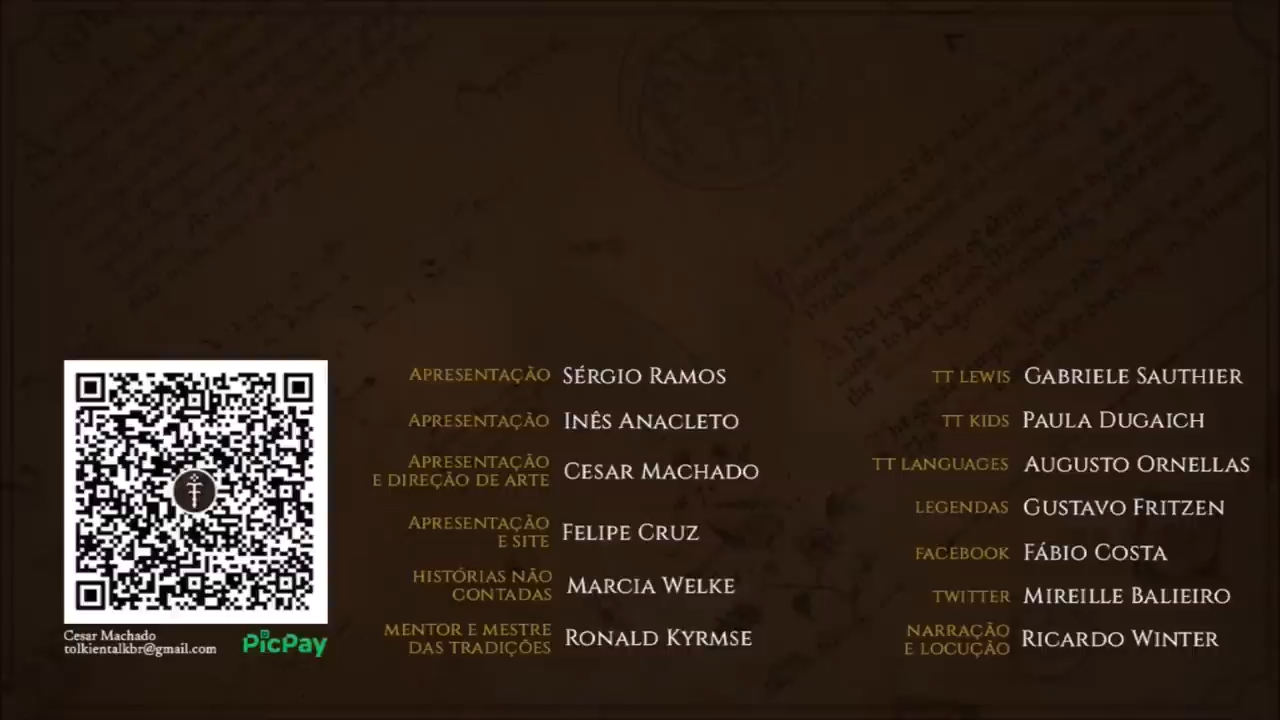 APRESENTAÇÃO SÉRGIO RAMOS
APRESENTAÇÃO INÊS ANACLETO
APRESENTAÇÃO
E DIREÇÃO DE ARTE CESAR MACHADO
APRESENTAÇÃO
E SITE FELIPE CRUZ
HISTÓRIAS NÃO
CONTADAS MARCIA WELKE
MENTOR E MESTRE
DAS TRADIÇÕES RONALD KYRMSE
TT LEWIS GABRIELE SAUTHIER
TT KIDS PAULA DUGAICH
TT LANGUAGES AUGUSTO ORNELLAS
LEGENDAS GUSTAVO FRITZEN
FACEBOOK FÁBIO COSTA
TWITTER MIREILLE BALIEIRO
NARRAÇÃO
E LOCUÇÃO RICARDO WINTER
Cesar Machado
tolkientalkbr@gmail.com
PicPay